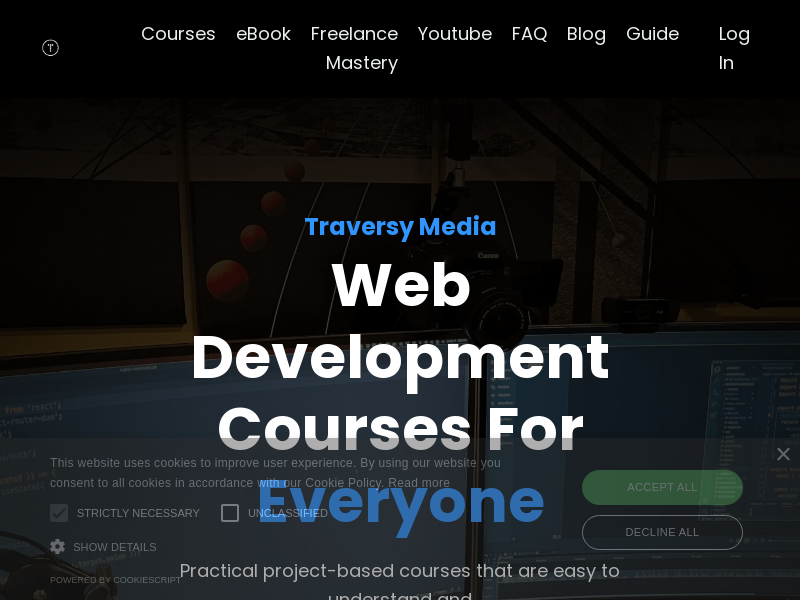 Courses eBook Freelance Mastery Youtube FAQ Blog Guide Log In
Traversy Media
Web
Development
Courses For
Everyone
Practical project-based courses that are easy to
understand and
This website uses cookies to improve user experience. By using our website you
consent to all cookies in accordance with our Cookie Policy. Read more
STRICTLY NECESSARY UNCLASSIFIED
SHOW DETAILS
POWERED BY COOKIESCRIPT
ACCEPT ALL
DECLINE ALL